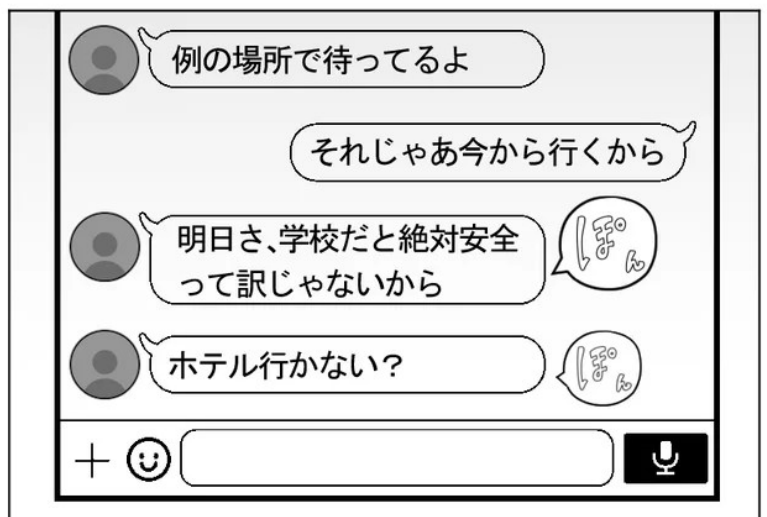 例の場所で待ってるよ
それじゃあ今から行くから
明日さ、学校だと絶対安全
って訳じゃないから
ぽん
ホテル行かない？
ぽん